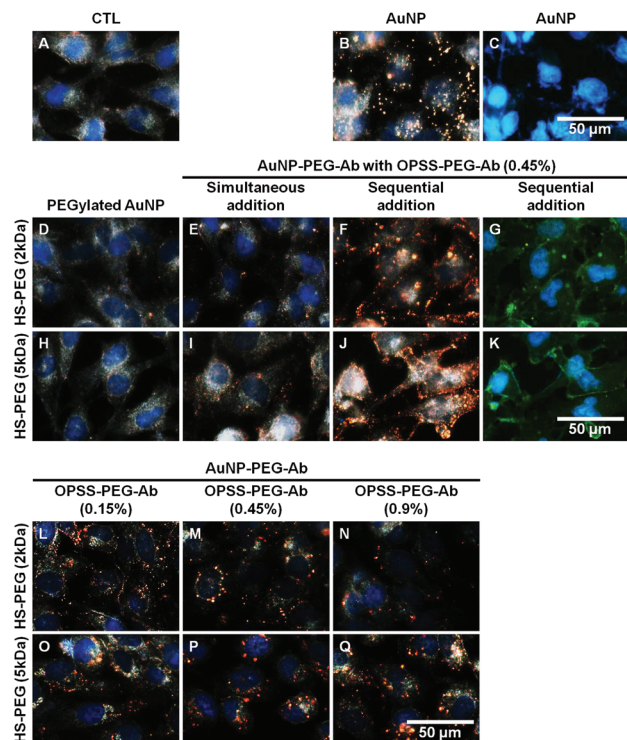 CTL
AuNP
AuNP
A
B
C
50 µm
AuNP-PEG-Ab with OPSS-PEG-Ab (0.45%)
PEGylated AuNP
Simultaneous addition
Sequential addition
Sequential addition
HS-PEG (2kDa)
D
E
F
G
HS-PEG (5kDa)
H
I
J
K
50 µm
AuNP-PEG-Ab
OPSS-PEG-Ab (0.15%)
OPSS-PEG-Ab (0.45%)
OPSS-PEG-Ab (0.9%)
HS-PEG (2kDa)
L
M
N
HS-PEG (5kDa)
O
P
Q
50 µm